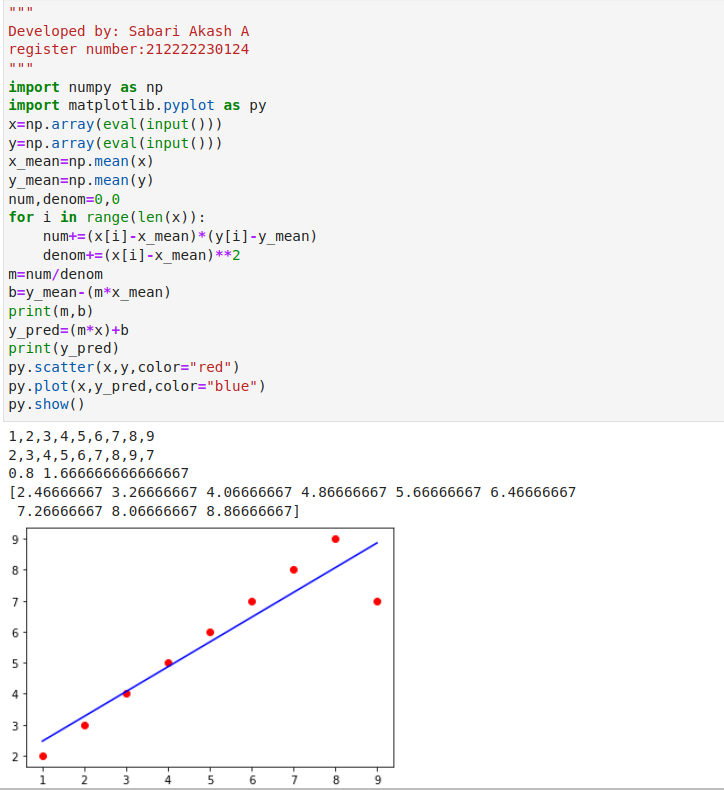 """
Developed by: Sabari Akash A
register number:212222230124
"""
import numpy as np
import matplotlib.pyplot as py
x=np.array(eval(input()))
y=np.array(eval(input()))
x_mean=np.mean(x)
y_mean=np.mean(y)
num,denom=0,0
for i in range(len(x)):
    num+=(x[i]-x_mean)*(y[i]-y_mean)
    denom+=(x[i]-x_mean)**2
m=num/denom
b=y_mean-(m*x_mean)
print(m,b)
y_pred=(m*x)+b
print(y_pred)
py.scatter(x,y,color="red")
py.plot(x,y_pred,color="blue")
py.show()
1,2,3,4,5,6,7,8,9
2,3,4,5,6,7,8,9,7
0.8 1.666666666666667
[2.46666667 3.26666667 4.06666667 4.86666667 5.66666667 6.46666667
 7.26666667 8.06666667 8.86666667]
9
8
7
6
5
4
3
2
1 2 3 4 5 6 7 8 9